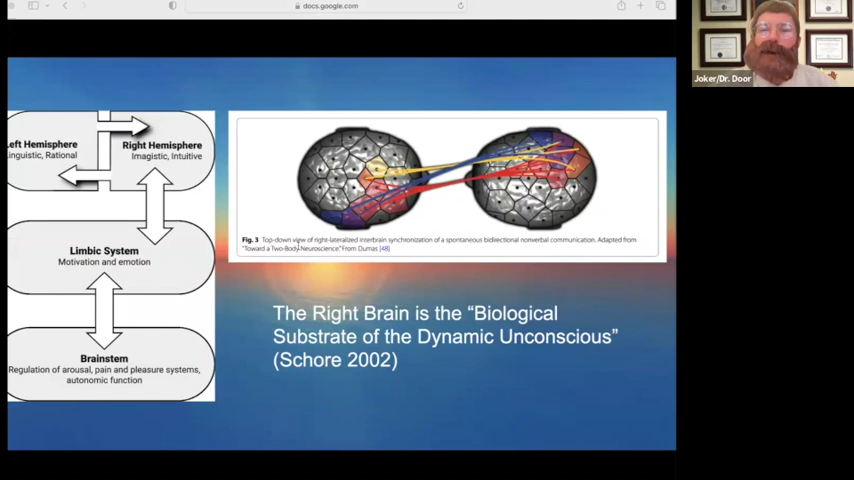 docs.google.com
Joker/Dr. Door
eft Hemisphere
inguistic, Rational
Right Hemisphere
Imagistic, Intuitive
Limbic System
Motivation and emotion
Brainstem
Regulation of arousal, pain and pleasure systems,
autonomic function
Fig. 3 Top-down view of right-lateralized interbrain synchronization of a spontaneous bidirectional nonverbal communication. Adapted from
"Toward a Two-Body Neuroscience." From Dumas [48]
The Right Brain is the “Biological
Substrate of the Dynamic Unconscious”
(Schore 2002)